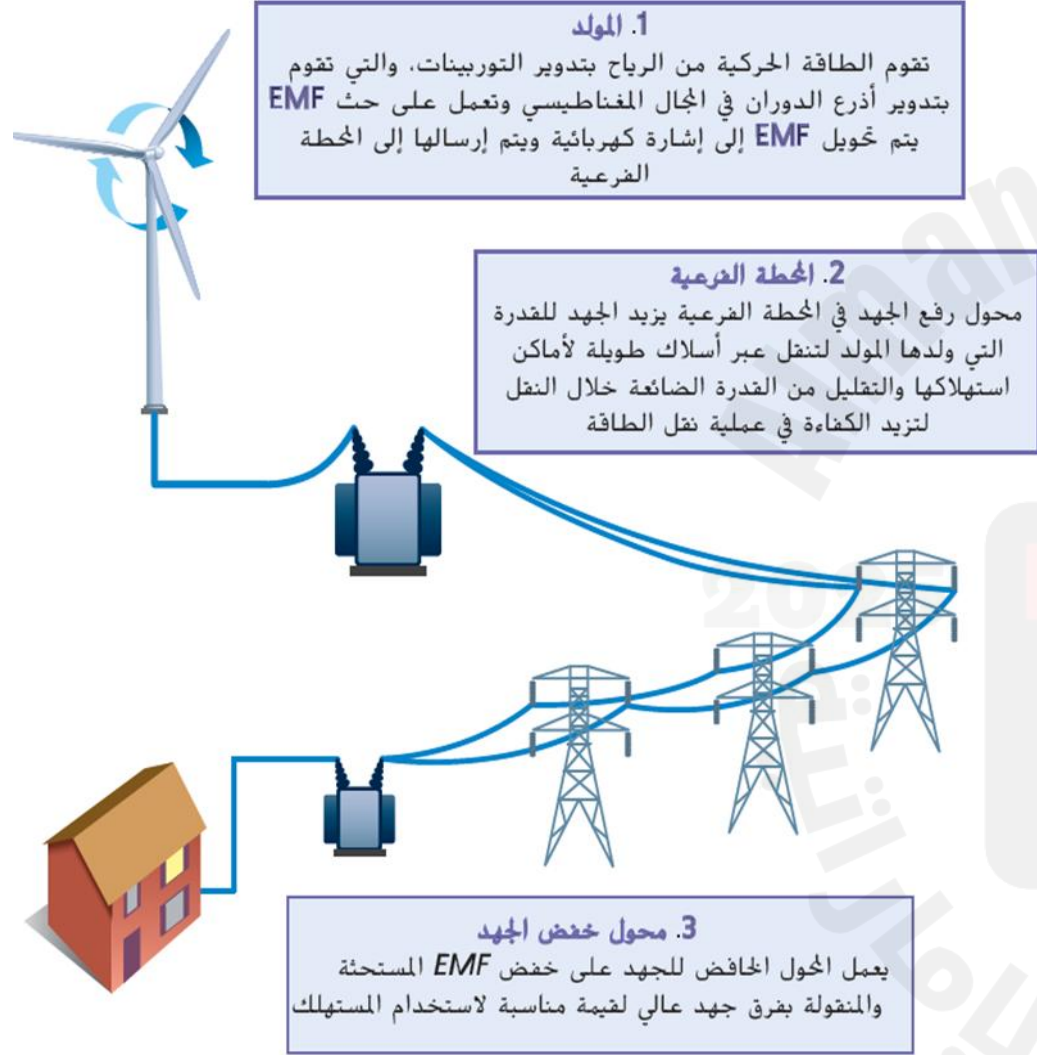 1. المولد
تقوم الطاقة الحركية من الرياح بتدوير التوربينات، والتي تقوم
بتدوير أذرع الدوران في المجال المغناطيسي وتعمل على حث EMF
يتم تحويل EMF إلى إشارة كهربائية ويتم إرسالها إلى المحطة
الفرعية
2. المحطة الفرعية
محول رفع الجهد في المحطة الفرعية يزيد الجهد للقدرة
التي ولدها المولد لتنقل عبر أسلاك طويلة لأماكن
استهلاكها والتقليل من القدرة الضائعة خلال النقل
لتزيد الكفاءة في عملية نقل الطاقة
2025
3. محول خفض الجهد
يعمل المحول الخافض للجهد على خفض EMF المستحثة
والمنقولة بفرق جهد عالي لقيمة مناسبة لاستخدام المستهلك